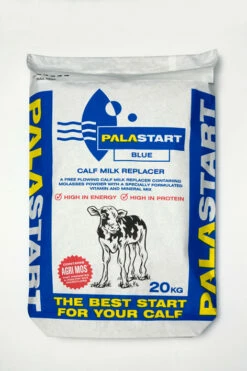 PALASTART
BLUE
CALF MILK REPLACER
A FREE FLOWING CALF MILK REPLACER CONTAINING
MOLASSES POWDER WITH A SPECIALLY FORMULATED
VITAMIN AND MINERAL MIX
HIGH IN ENERGY
HIGH IN PROTEIN
PALASTART
PALASTART
CONTAINS
AGRI MOS
20KG
THE BEST START
FOR YOUR CALF